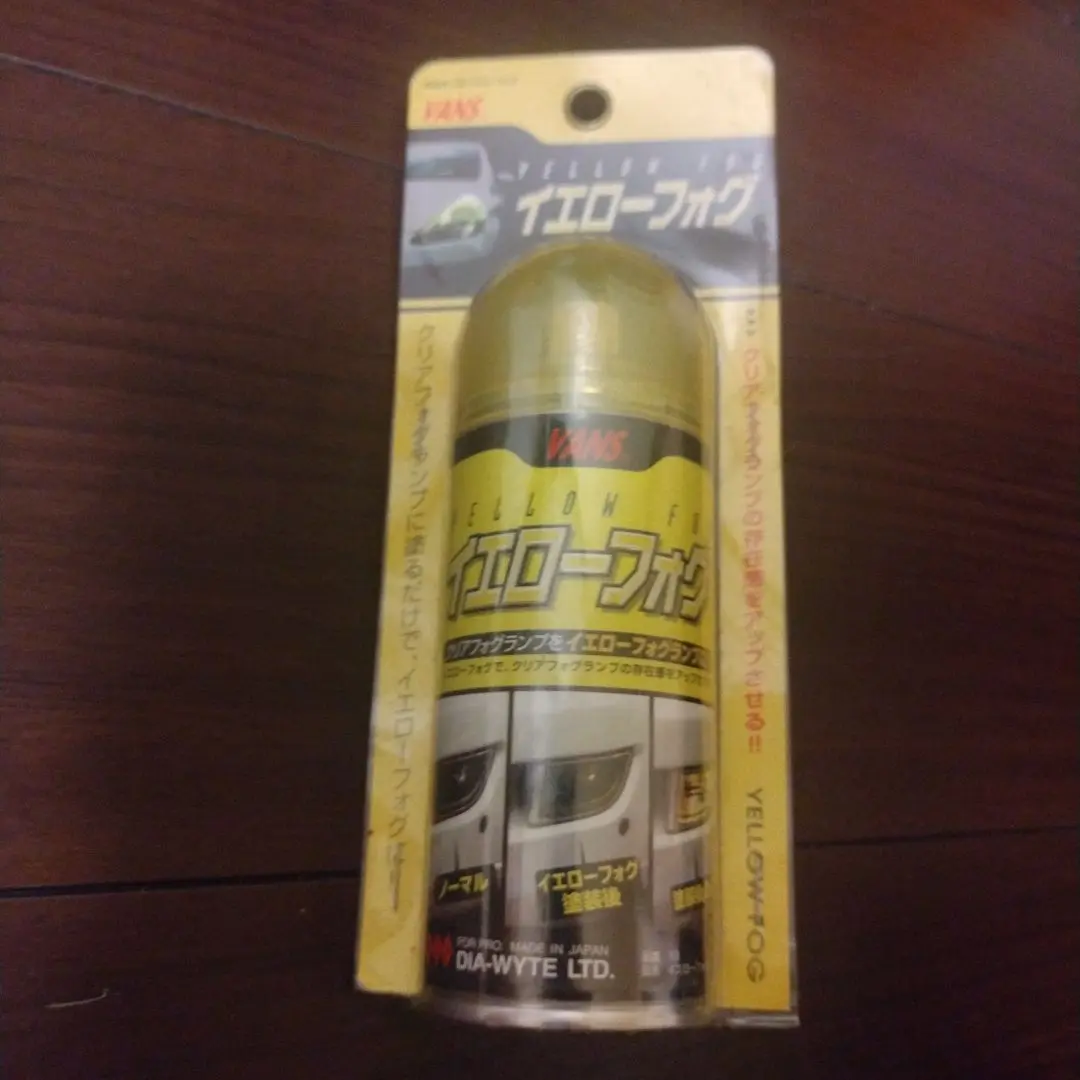 VANS
YELLOW FOG
イエローフォグ
クリアフォグランプに塗るだけで、イエローフォグに
クリアフォグランプの存在感をアップさせる!!
YELLOW-FOG
VANS
YELLOW FO
イエローフォグ
クリアフォグランプをイエローフォグランプ
エローフォグで、クリアフォグランプの存在感をアップ
ノーマル
イエローフォグ
塗装後
FOR PRO. MADE IN JAPAN
DIA-WYTE LTD.